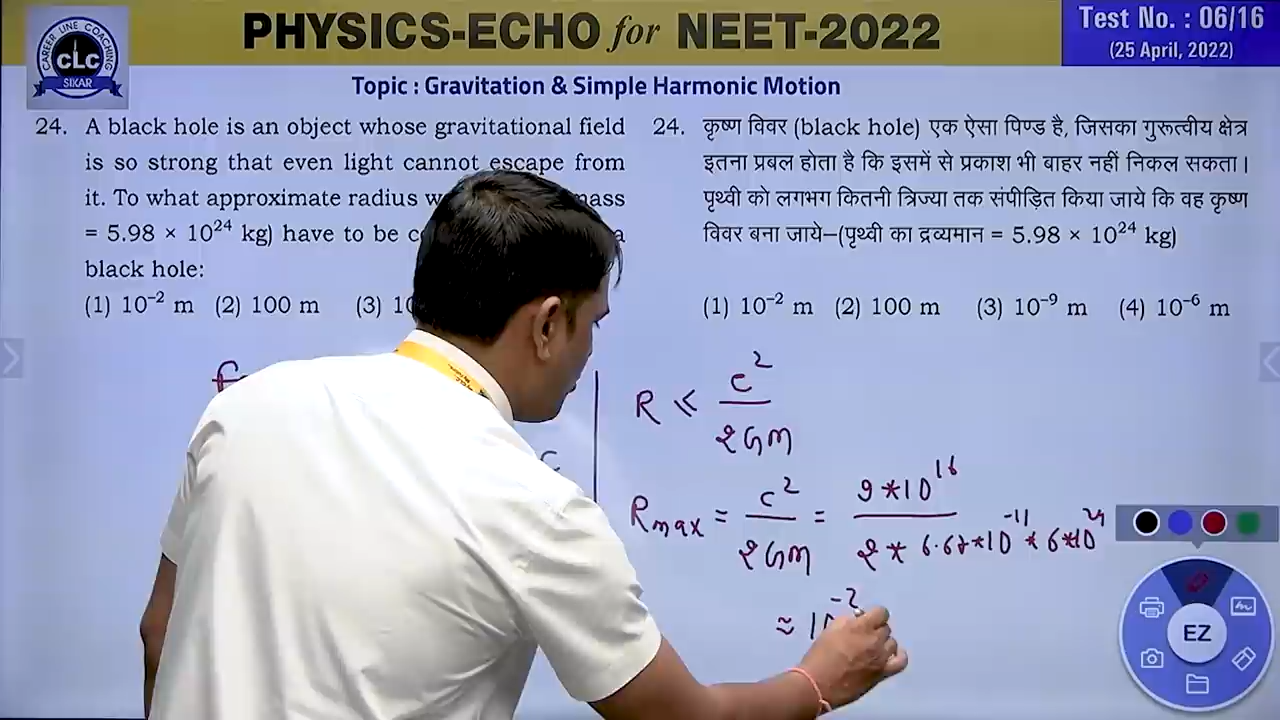 CAREER LINE COACHING
CLC
SIKAR
PHYSICS-ECHO for NEET-2022
Test No. : 06/16
(25 April, 2022)
Topic : Gravitation & Simple Harmonic Motion
24. A black hole is an object whose gravitational field
is so strong that even light cannot escape from
it. To what approximate radius
= 5.98 × 10²⁴ kg) have to be
black hole:
(1) 10⁻² m (2) 100 m (3)
24. कृष्ण विवर (black hole) एक ऐसा पिण्ड है, जिसका गुरूत्वीय क्षेत्र
इतना प्रबल होता है कि इसमें से प्रकाश भी बाहर नहीं निकल सकता।
पृथ्वी को लगभग कितनी त्रिज्या तक संपीड़ित किया जाये कि वह कृष्ण
विवर बना जाये–(पृथ्वी का द्रव्यमान = 5.98 × 10²⁴ kg)
(1) 10⁻² m (2) 100 m (3) 10⁻⁹ m (4) 10⁻⁶ m
R ≤ c²/2GM
Rmax = c²/2GM = 9*10¹⁶/2*6.67*10⁻¹¹*6*10²⁴
≈ 10⁻²
c
EZ